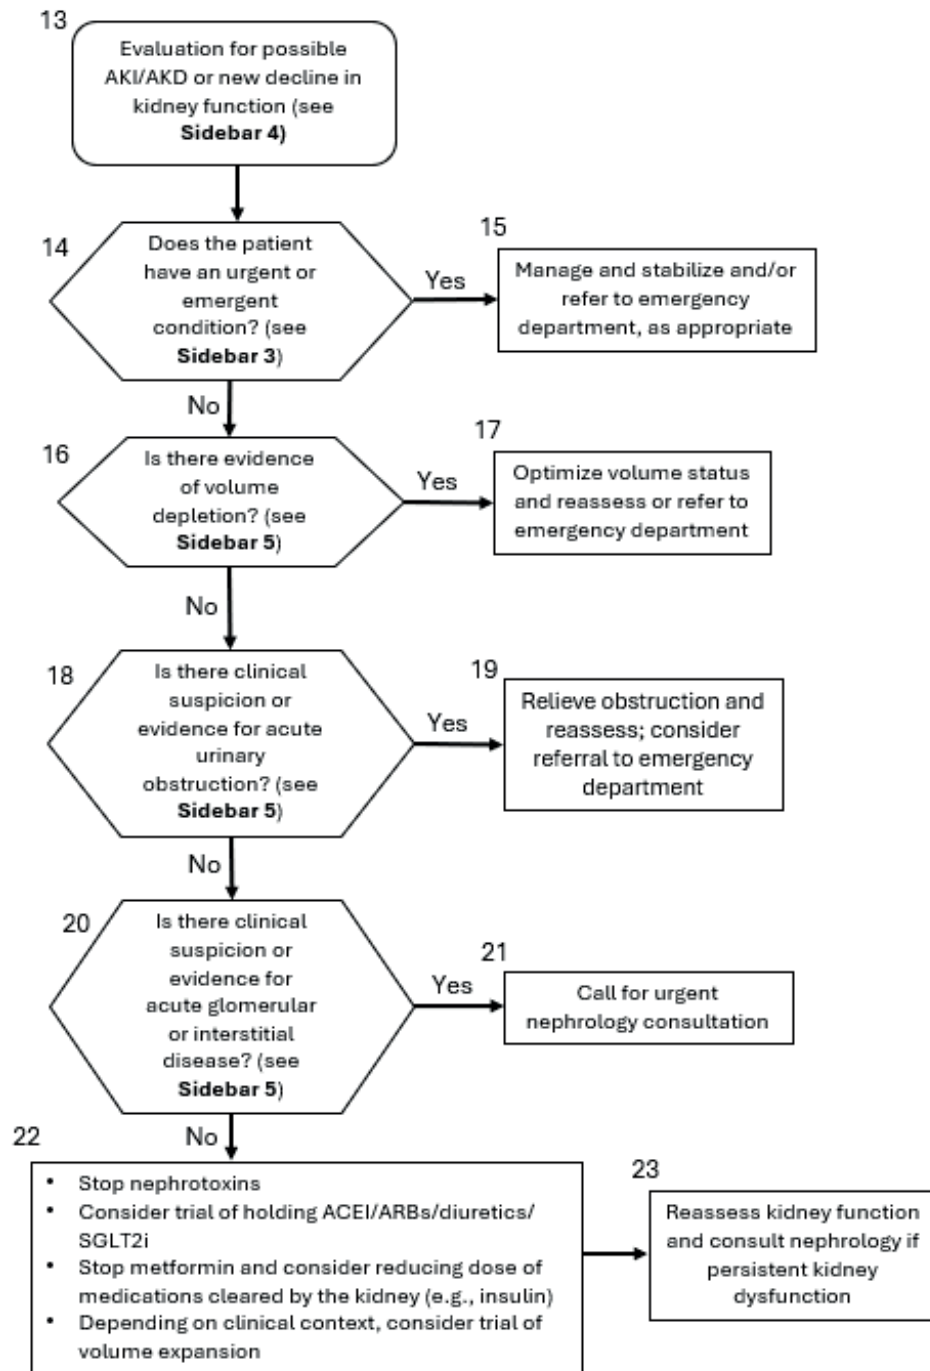 13
Evaluation for possible
AKI/AKD or new decline in
kidney function (see
Sidebar 4)
14
Does the patient
have an urgent or
emergent
condition? (see
Sidebar 3)
Yes
15
Manage and stabilize and/or
refer to emergency
department, as appropriate
No
16
Is there evidence
of volume
depletion? (see
Sidebar 5)
Yes
17
Optimize volume status
and reassess or refer to
emergency department
No
18
Is there clinical
suspicion or
evidence for acute
urinary
obstruction? (see
Sidebar 5)
Yes
19
Relieve obstruction and
reassess; consider
referral to emergency
department
No
20
Is there clinical
suspicion or
evidence for
acute glomerular
or interstitial
disease? (see
Sidebar 5)
Yes
21
Call for urgent
nephrology consultation
No
22
• Stop nephrotoxins
• Consider trial of holding ACEI/ARBs/diuretics/
SGLT2i
• Stop metformin and consider reducing dose of
medications cleared by the kidney (e.g., insulin)
• Depending on clinical context, consider trial of
volume expansion
23
Reassess kidney function
and consult nephrology if
persistent kidney
dysfunction